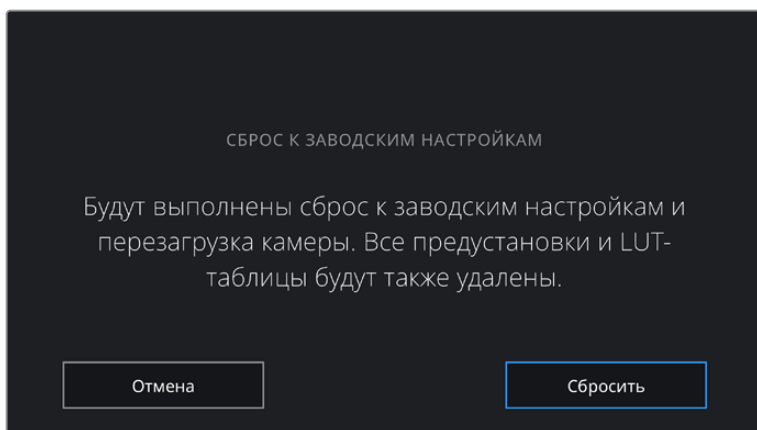 СБРОС К ЗАВОДСКИМ НАСТРОЙКАМ
Будут выполнены сброс к заводским настройкам и
перезагрузка камеры. Все предустановки и LUT-
таблицы будут также удалены.
Отмена
Сбросить